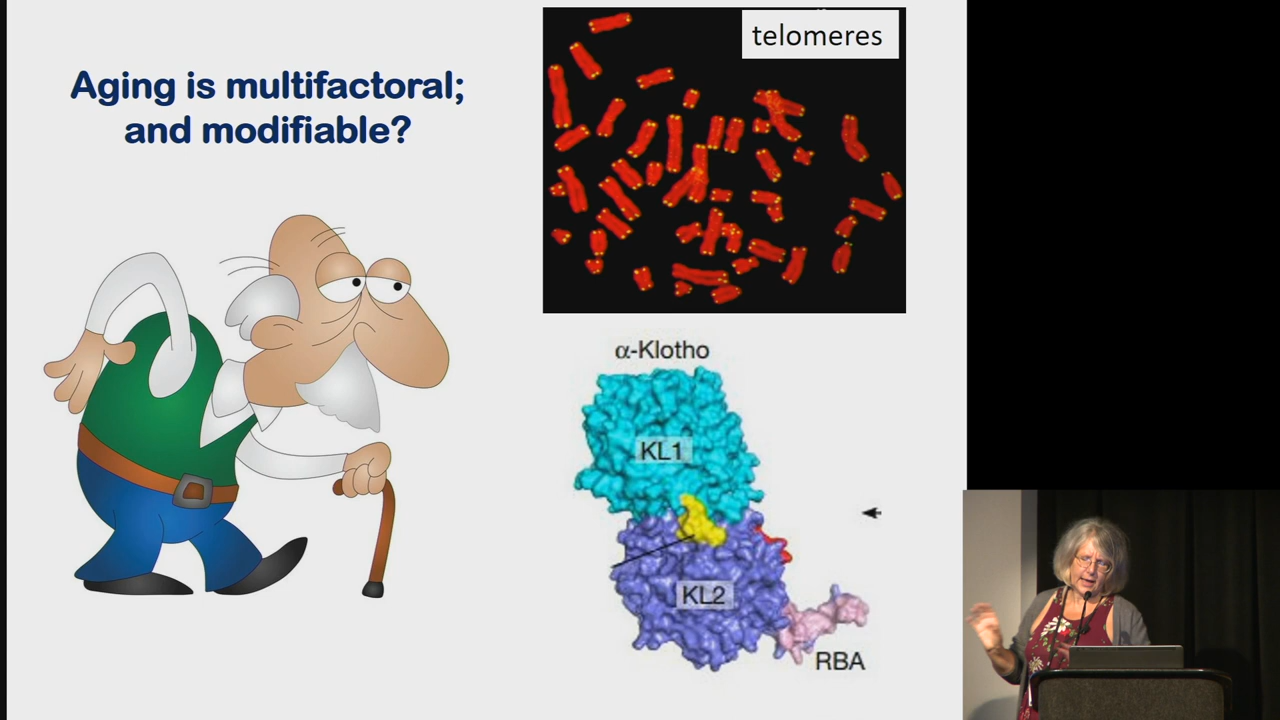 Aging is multifactoral;
and modifiable?
telomeres
α-Klotho
KL1
KL2
RBA